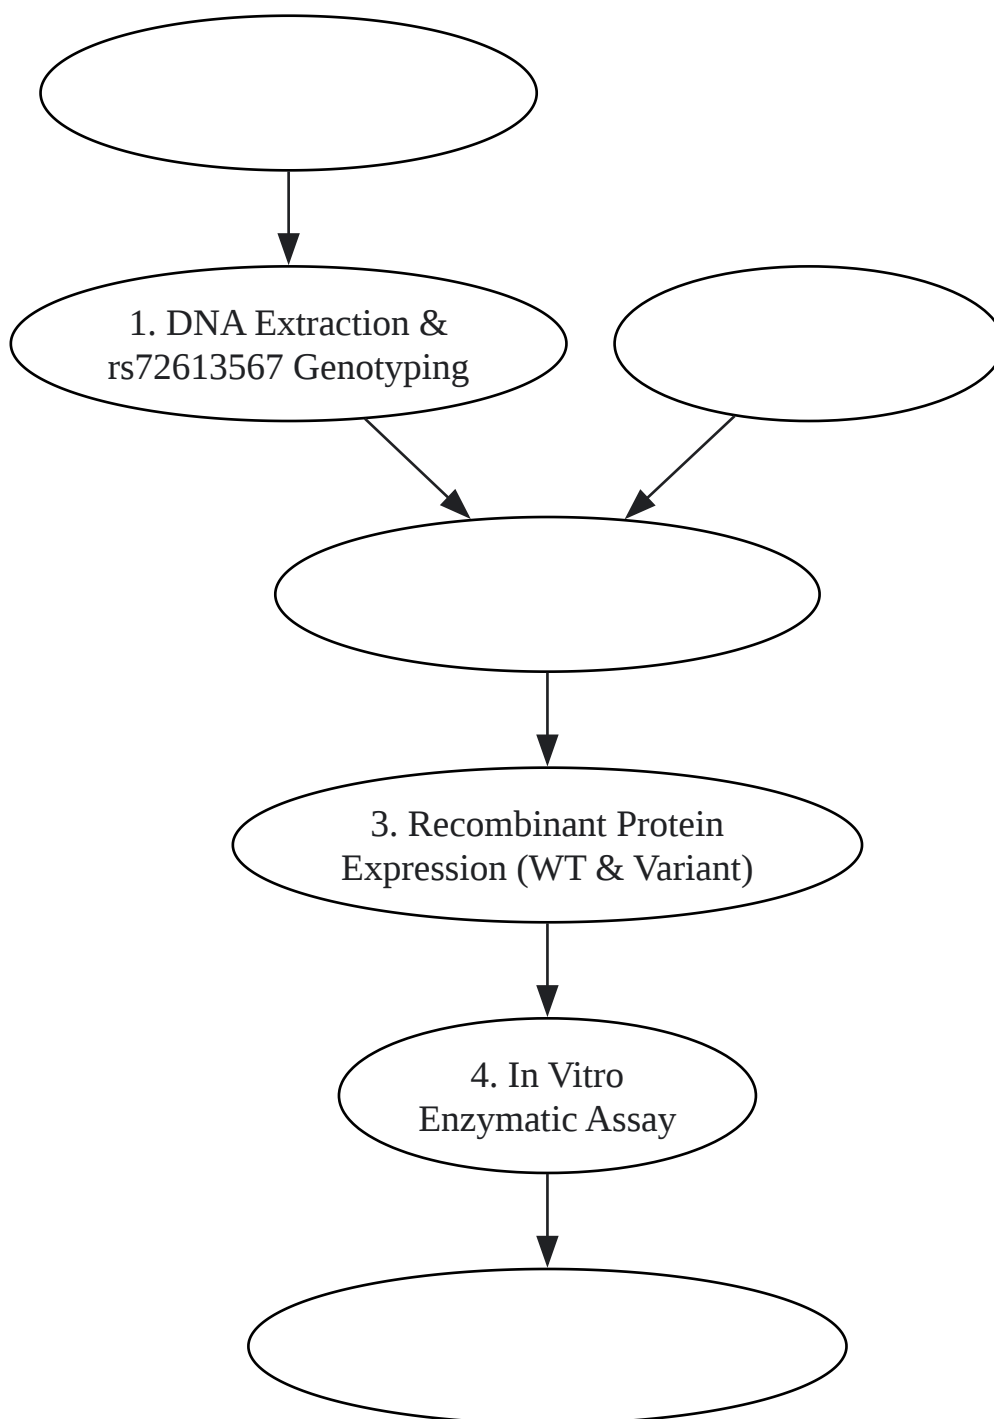 1. DNA Extraction &
rs72613567 Genotyping
3. Recombinant Protein
Expression (WT & Variant)
4. In Vitro
Enzymatic Assay